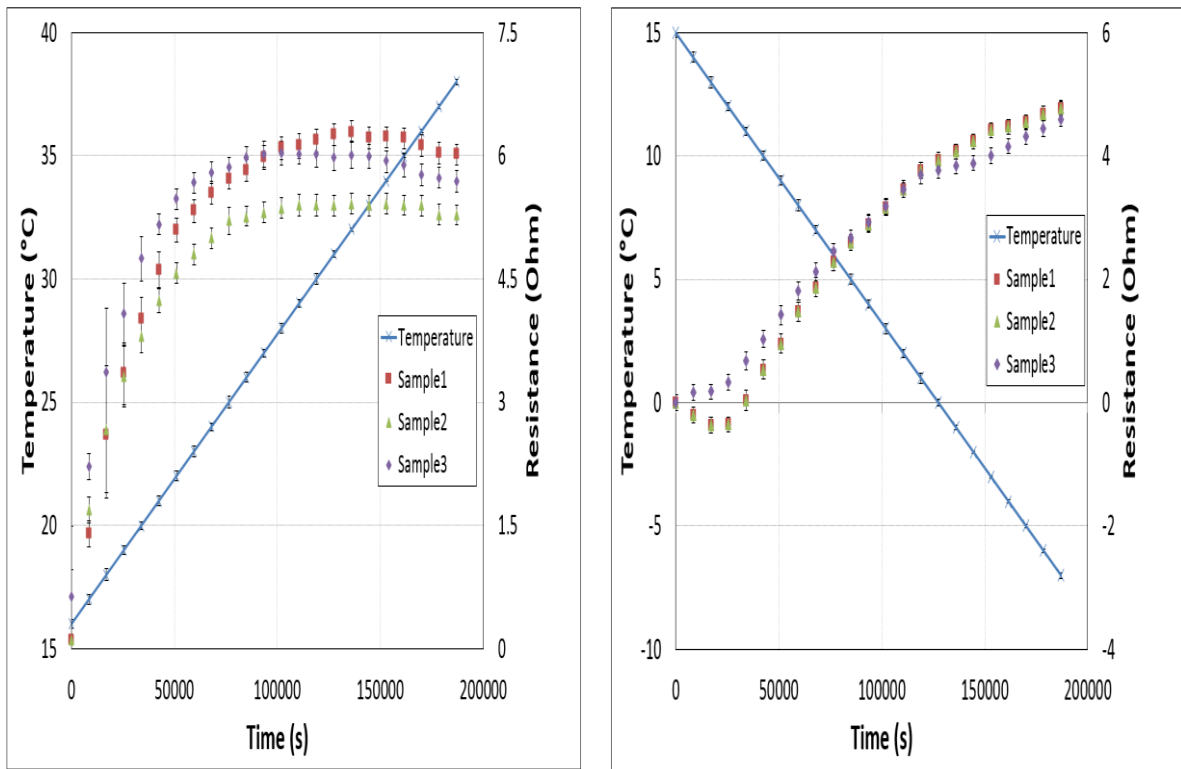 40
35
30
25
20
15
Temperature (°C)
7.5
6
4.5
3
1.5
0
Resistance (Ohm)
Temperature
Sample1
Sample2
Sample3
0 50000 100000 150000 200000
Time (s)
15
10
5
0
-5
-10
Temperature (°C)
6
4
2
0
-2
-4
Resistance (Ohm)
Temperature
Sample1
Sample2
Sample3
0 50000 100000 150000 200000
Time (s)